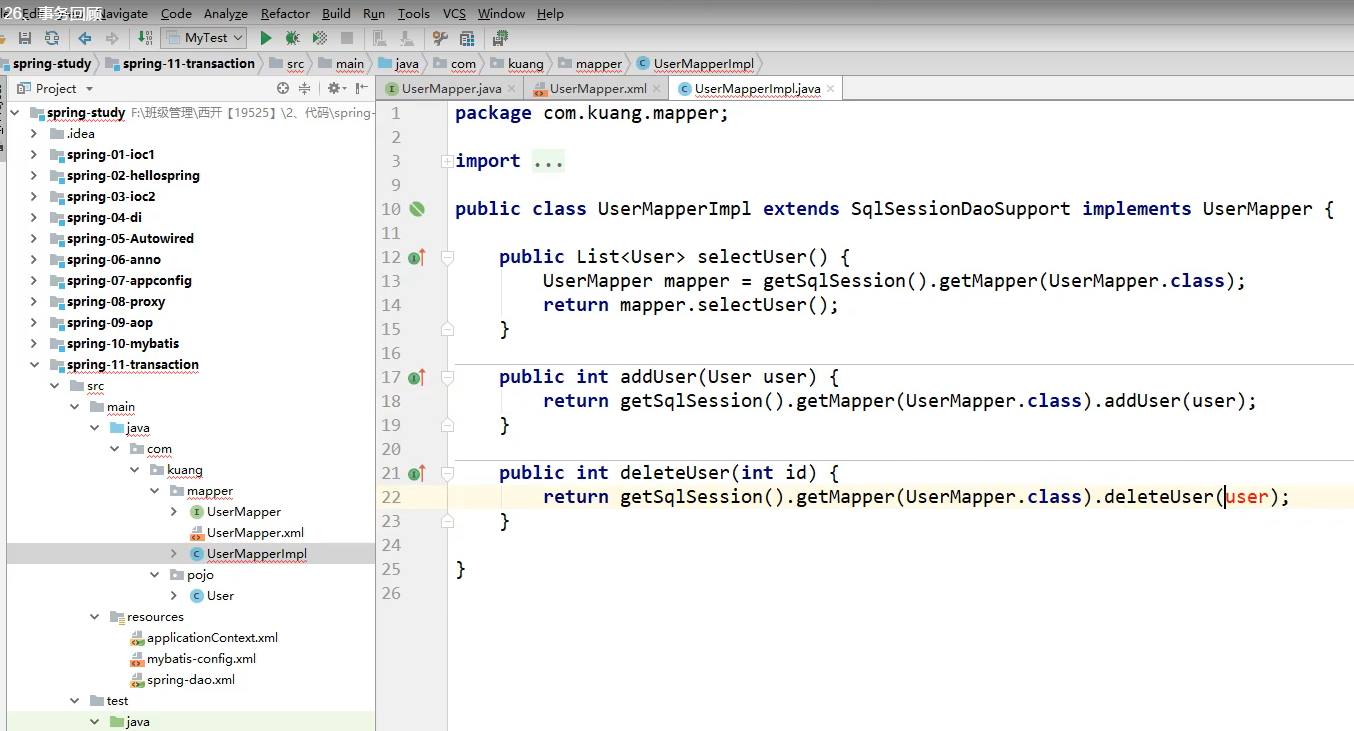 26、事务回顾
Navigate Code Analyze Refactor Build Run Tools VCS Window Help
MyTest
spring-study spring-11-transaction src main java com kuang mapper UserMapperImpl
Project
UserMapper.java UserMapper.xml UserMapperImpl.java
spring-study F:\班级管理\西开【19525】\2、代码\spring-
.idea
spring-01-ioc1
spring-02-hellospring
spring-03-ioc2
spring-04-di
spring-05-Autowired
spring-06-anno
spring-07-appconfig
spring-08-proxy
spring-09-aop
spring-10-mybatis
spring-11-transaction
src
main
java
com
kuang
mapper
UserMapper
UserMapper.xml
UserMapperImpl
pojo
User
resources
applicationContext.xml
mybatis-config.xml
spring-dao.xml
test
java
1 package com.kuang.mapper;
2
3 import ...
9
10 public class UserMapperImpl extends SqlSessionDaoSupport implements UserMapper {
11
12 public List<User> selectUser() {
13 UserMapper mapper = getSqlSession().getMapper(UserMapper.class);
14 return mapper.selectUser();
15 }
16
17 public int addUser(User user) {
18 return getSqlSession().getMapper(UserMapper.class).addUser(user);
19 }
20
21 public int deleteUser(int id) {
22 return getSqlSession().getMapper(UserMapper.class).deleteUser(user);
23 }
24
25 }
26